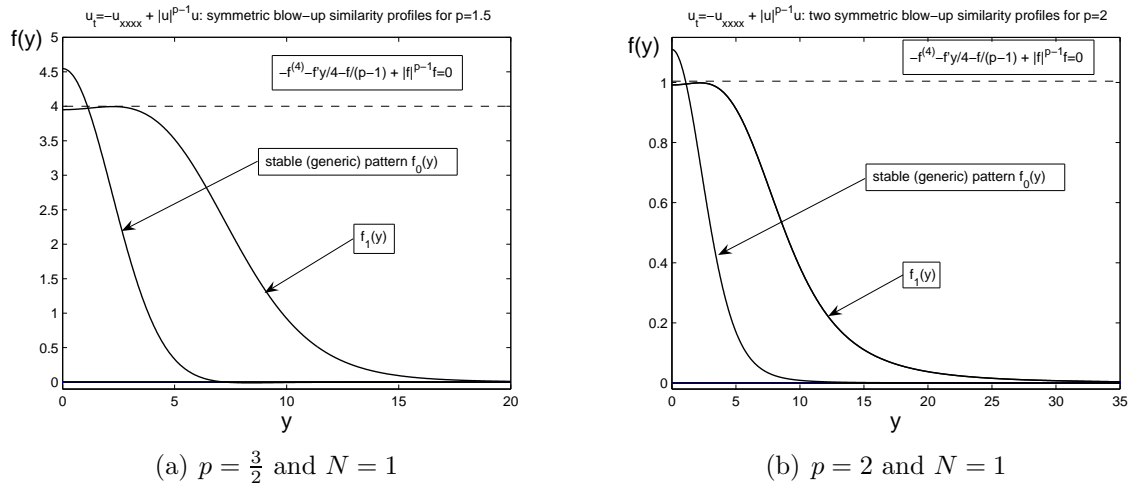 u_t=−u_xxxx + |u|^{p−1}u: symmetric blow−up similarity profiles for p=1.5
f(y)
5
4.5
4
3.5
3
2.5
2
1.5
1
0.5
0
−f^{(4)}−f'y/4−f/(p−1) + |f|^{p−1}f=0
stable (generic) pattern f_0(y)
f_1(y)
0 5 10 15 20
y
(a) p = 3/2 and N = 1
u_t=−u_xxxx + |u|^{p−1}u: two symmetric blow−up similarity profiles for p=2
f(y)
1
0.8
0.6
0.4
0.2
0
−f^{(4)}−f'y/4−f/(p−1) + |f|^{p−1}f=0
stable (generic) pattern f_0(y)
f_1(y)
0 5 10 15 20 25 30 35
y
(b) p = 2 and N = 1